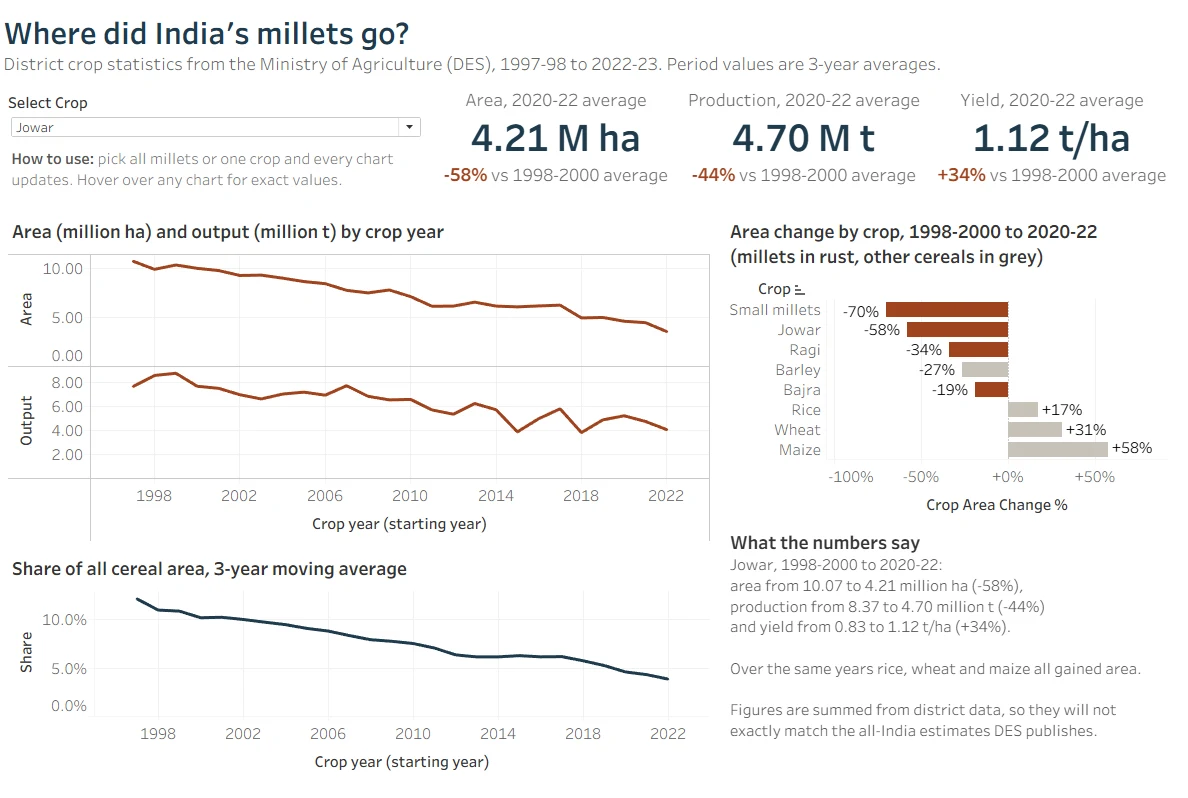 Where did India's millets go?
District crop statistics from the Ministry of Agriculture (DES), 1997-98 to 2022-23. Period values are 3-year averages.
Select Crop
Jowar
How to use: pick all millets or one crop and every chart
updates. Hover over any chart for exact values.
Area, 2020-22 average
4.21 M ha
-58% vs 1998-2000 average
Production, 2020-22 average
4.70 M t
-44% vs 1998-2000 average
Yield, 2020-22 average
1.12 t/ha
+34% vs 1998-2000 average
Area (million ha) and output (million t) by crop year
Area
10.00
5.00
0.00
Output
8.00
6.00
4.00
2.00
1998 2002 2006 2010 2014 2018 2022
Crop year (starting year)
Area change by crop, 1998-2000 to 2020-22
(millets in rust, other cereals in grey)
Crop
Small millets -70%
Jowar -58%
Ragi -34%
Barley -27%
Bajra -19%
Rice +17%
Wheat +31%
Maize +58%
-100% -50% +0% +50%
Crop Area Change %
Share of all cereal area, 3-year moving average
Share
10.0%
5.0%
0.0%
1998 2002 2006 2010 2014 2018 2022
Crop year (starting year)
What the numbers say
Jowar, 1998-2000 to 2020-22:
area from 10.07 to 4.21 million ha (-58%),
production from 8.37 to 4.70 million t (-44%)
and yield from 0.83 to 1.12 t/ha (+34%).
Over the same years rice, wheat and maize all gained area.
Figures are summed from district data, so they will not
exactly match the all-India estimates DES publishes.